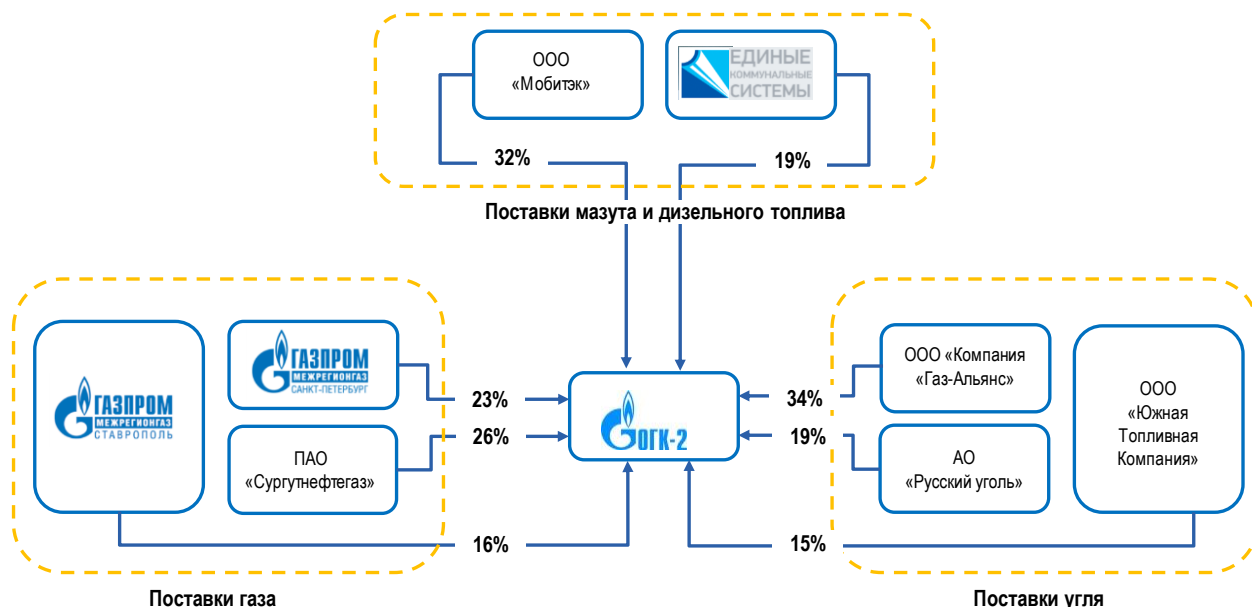 ООО
«Мобитэк»
ЕДИНЫЕ
КОММУНАЛЬНЫЕ
СИСТЕМЫ
32%
19%
Поставки мазута и дизельного топлива
ГАЗПРОМ
МЕЖРЕГИОНГАЗ
СТАВРОПОЛЬ
ГАЗПРОМ
МЕЖРЕГИОНГАЗ
САНКТ-ПЕТЕРБУРГ
ПАО
«Сургутнефтегаз»
23%
26%
16%
ОГК-2
34%
19%
15%
ООО «Компания
«Газ-Альянс»
АО
«Русский уголь»
ООО
«Южная
Топливная
Компания»
Поставки газа
Поставки угля